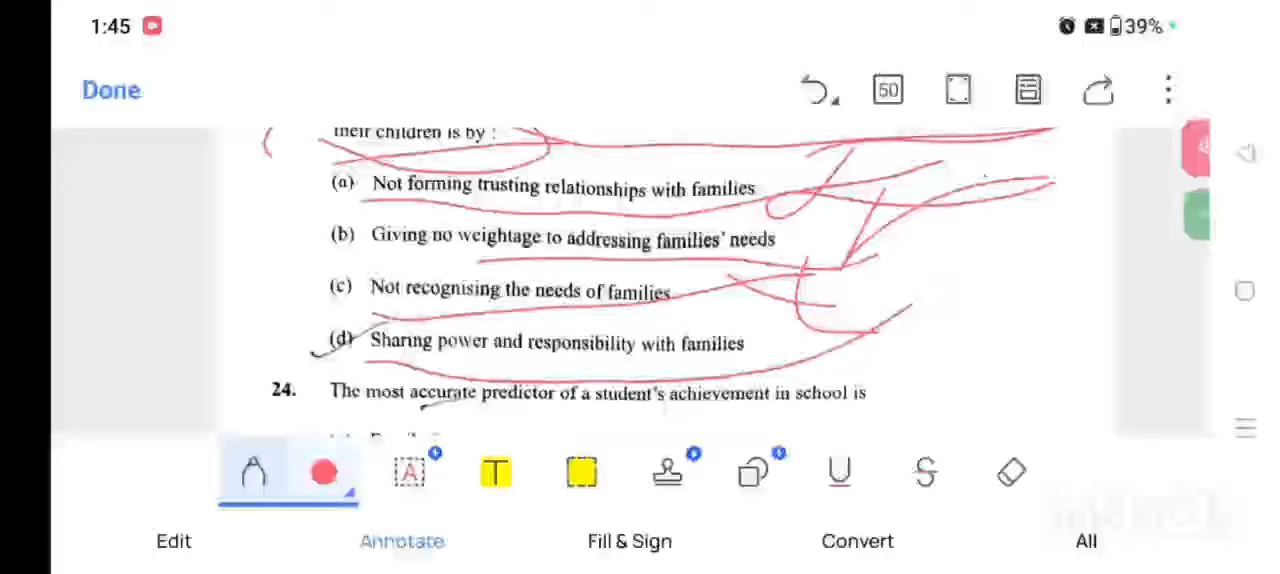 1:45
39%
Done
50
their children is by :
(a) Not forming trusting relationships with families
(b) Giving no weightage to addressing families' needs
(c) Not recognising the needs of families
(d) Sharing power and responsibility with families
24. The most accurate predictor of a student's achievement in school is
A
T
U
S
Edit
Annotate
Fill & Sign
Convert
All